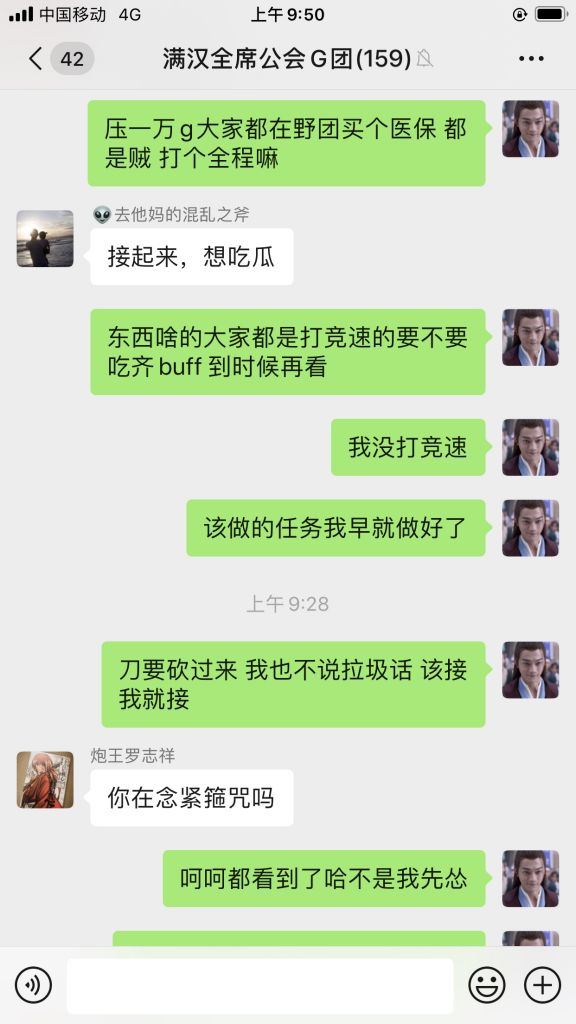 中国移动 4G 上午 9:50
42 满汉全席公会G团(159)
压一万g大家都在野团买个医保 都
是贼 打个全程嘛
👽去他妈的混乱之斧
接起来，想吃瓜
东西啥的大家都是打竞速的要不要
吃齐buff 到时候再看
我没打竞速
该做的任务我早就做好了
上午 9:28
刀要砍过来 我也不说垃圾话 该接
我就接
炮王罗志祥
你在念紧箍咒吗
呵呵都看到了哈不是我先怂